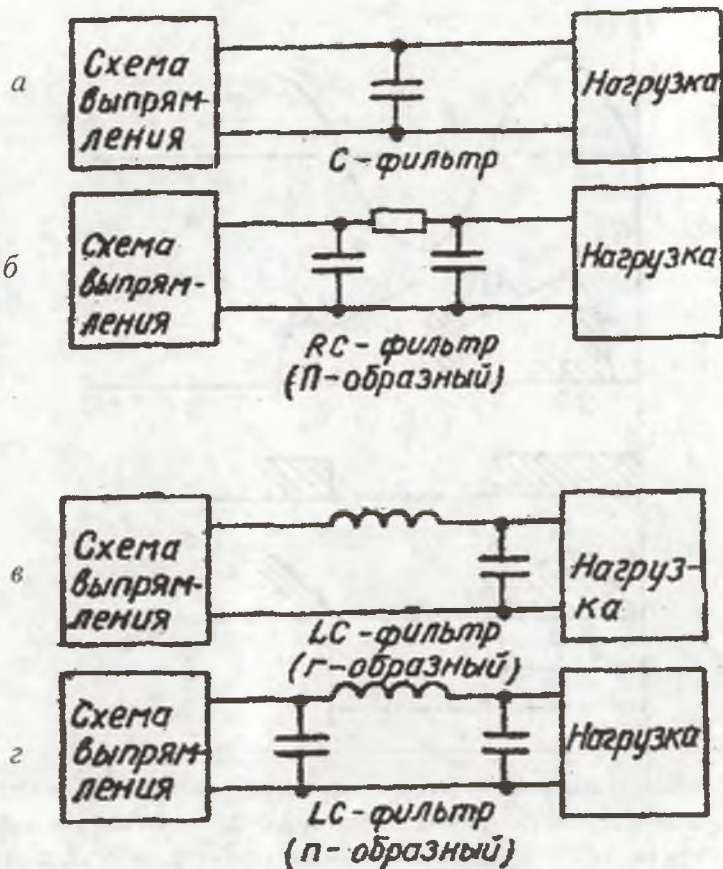 а
Схема
выпрям-
ления
Нагрузка
С-фильтр
б
Схема
выпрям-
ления
Нагрузка
RC-фильтр
(П-образный)
в
Схема
выпрям-
ления
Нагруз-
ка
LC-фильтр
(г-образный)
г
Схема
выпрям-
ления
Нагрузка
LC-фильтр
(п-образный)